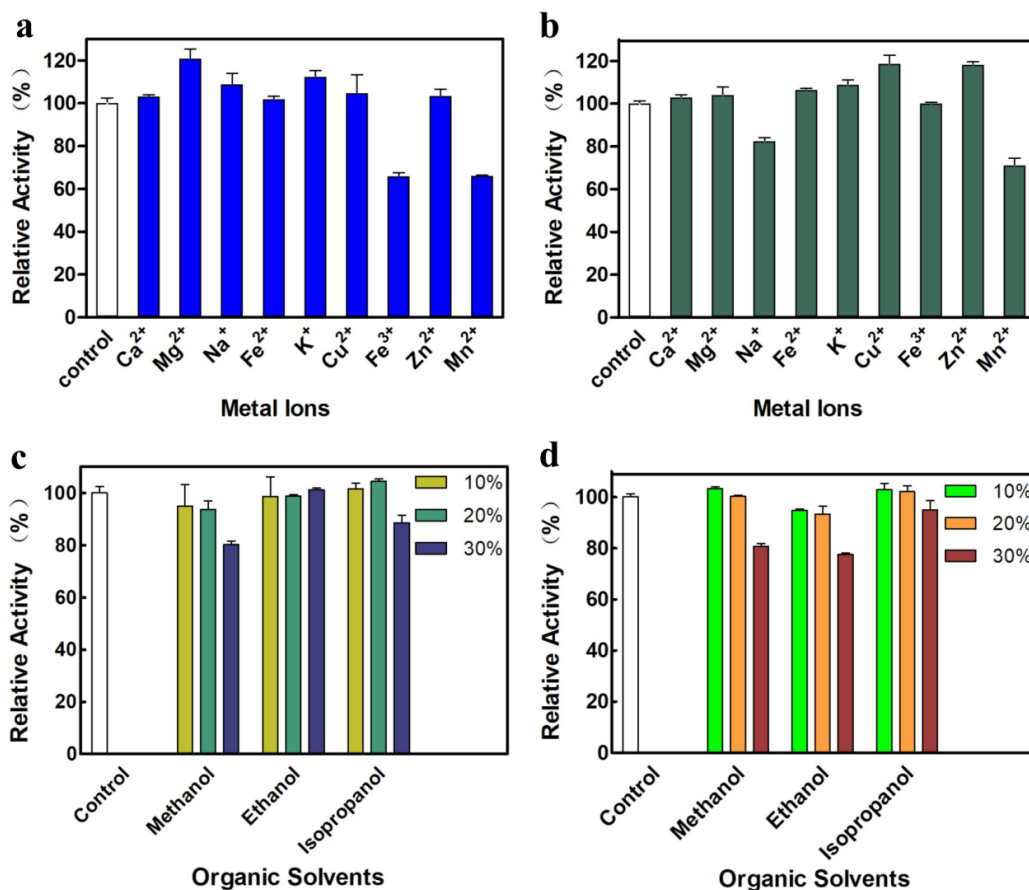 a
Relative Activity (%)
120
100
80
60
40
20
0
control
Ca2+
Mg2+
Na+
Fe2+
K+
Cu2+
Fe3+
Zn2+
Mn2+
Metal Ions
b
Relative Activity (%)
120
100
80
60
40
20
0
control
Ca2+
Mg2+
Na+
Fe2+
K+
Cu2+
Fe3+
Zn2+
Mn2+
Metal Ions
c
Relative Activity (%)
100
80
60
40
20
0
10%
20%
30%
Control
Methanol
Ethanol
Isopropanol
Organic Solvents
d
Relative Activity (%)
100
80
60
40
20
0
10%
20%
30%
Control
Methanol
Ethanol
Isopropanol
Organic Solvents